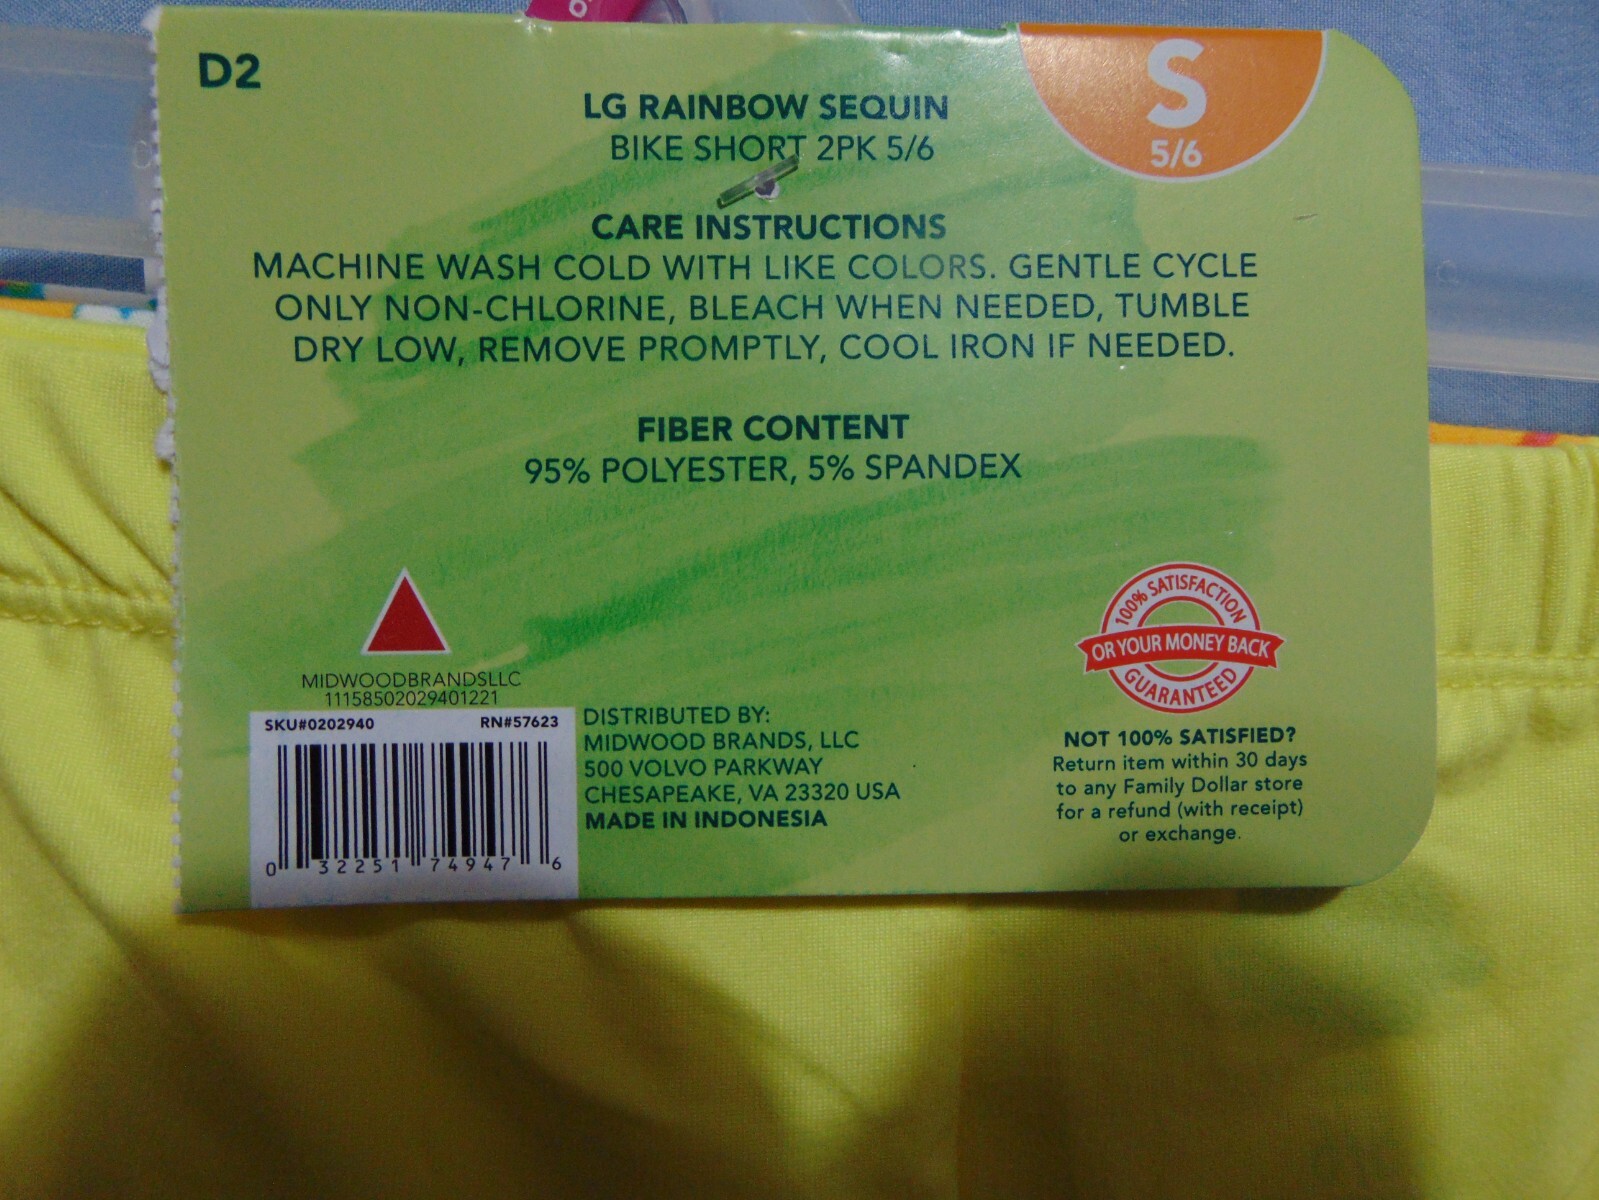 D2
S
5/6
LG RAINBOW SEQUIN
BIKE SHORT 2PK 5/6
CARE INSTRUCTIONS
MACHINE WASH COLD WITH LIKE COLORS. GENTLE CYCLE
ONLY NON-CHLORINE, BLEACH WHEN NEEDED, TUMBLE
DRY LOW, REMOVE PROMPTLY, COOL IRON IF NEEDED.
FIBER CONTENT
95% POLYESTER, 5% SPANDEX
MIDWOODBRANDSLLC
11158502029401221
SKU#0202940 RN#57623
0 32251 74947 6
DISTRIBUTED BY:
MIDWOOD BRANDS, LLC
500 VOLVO PARKWAY
CHESAPEAKE, VA 23320 USA
MADE IN INDONESIA
100% SATISFACTION
OR YOUR MONEY BACK
GUARANTEED
NOT 100% SATISFIED?
Return item within 30 days
to any Family Dollar store
for a refund (with receipt)
or exchange.